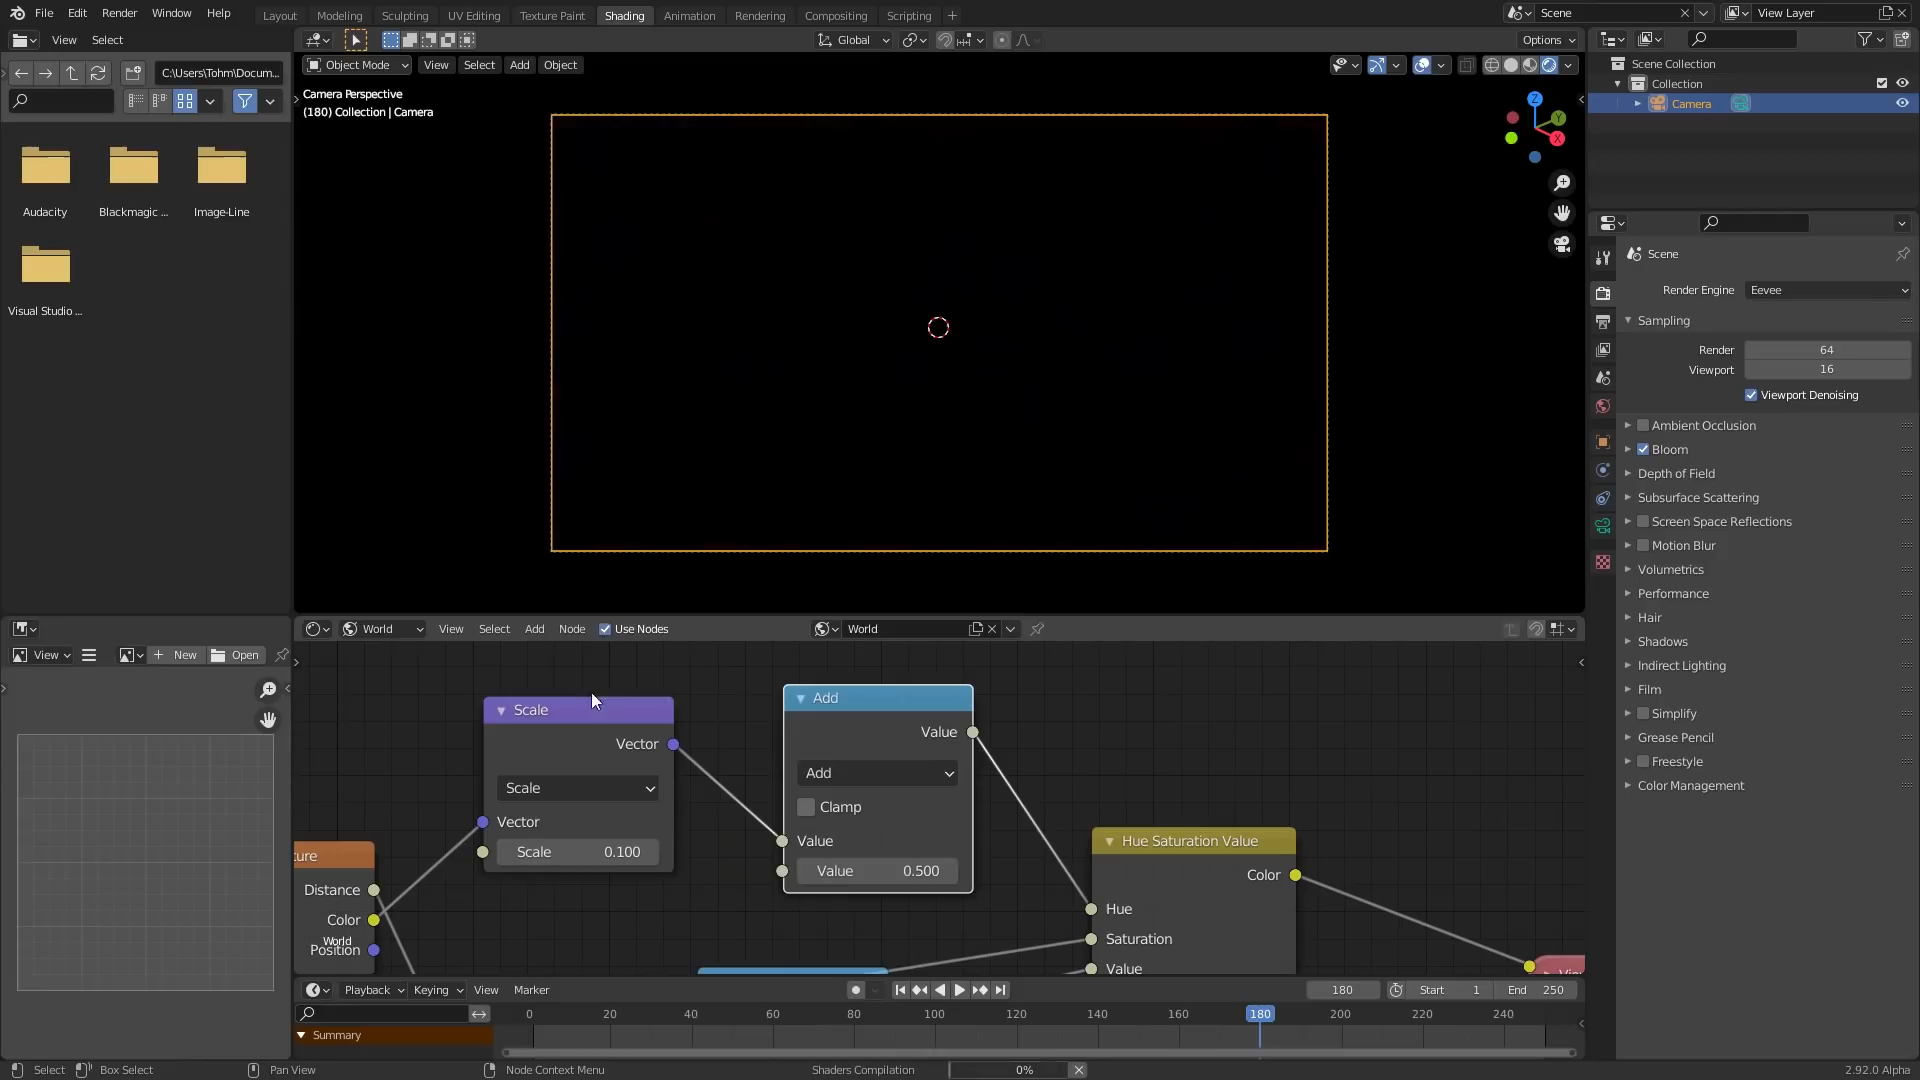 File Edit Render Window Help
Layout Modeling Sculpting UV Editing Texture Paint Shading Animation Rendering Compositing Scripting +
Scene
View Layer
View Select
Global
Options
C:\Users\Tohm\Docum...
Object Mode View Select Add Object
Camera Perspective
(180) Collection | Camera
Z
Y
X
Audacity
Blackmagic ...
Image-Line
Visual Studio ...
Scene Collection
Collection
Camera
Scene
Render Engine Eevee
Sampling
Render 64
Viewport 16
Viewport Denoising
Ambient Occlusion
Bloom
Depth of Field
Subsurface Scattering
Screen Space Reflections
Motion Blur
Volumetrics
Performance
Hair
Shadows
Indirect Lighting
Film
Simplify
Grease Pencil
Freestyle
Color Management
View
New
Open
World View Select Add Node Use Nodes
World
Scale
Vector
Scale
Vector
Scale 0.100
Add
Value
Add
Clamp
Value
Value 0.500
Hue Saturation Value
Color
Hue
Saturation
Value
ture
Distance
Color
World
Position
Playback Keying View Marker
180
Start 1
End 250
0 20 40 60 80 100 120 140 160 180 200 220 240
Summary
Select
Box Select
Pan View
Node Context Menu
Shaders Compilation
0%
2.92.0 Alpha